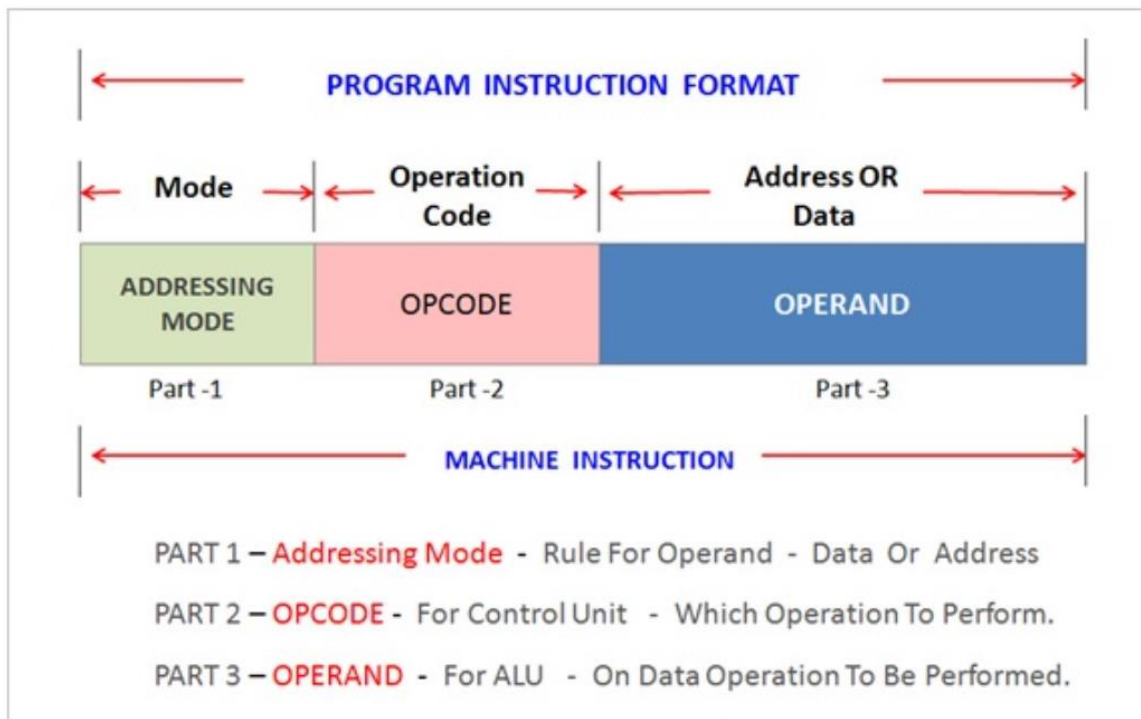 PROGRAM INSTRUCTION FORMAT
Mode
Operation
Code
Address OR
Data
ADDRESSING
MODE
OPCODE
OPERAND
Part -1
Part -2
Part -3
MACHINE INSTRUCTION
PART 1 – Addressing Mode - Rule For Operand - Data Or Address
PART 2 – OPCODE - For Control Unit - Which Operation To Perform.
PART 3 – OPERAND - For ALU - On Data Operation To Be Performed.